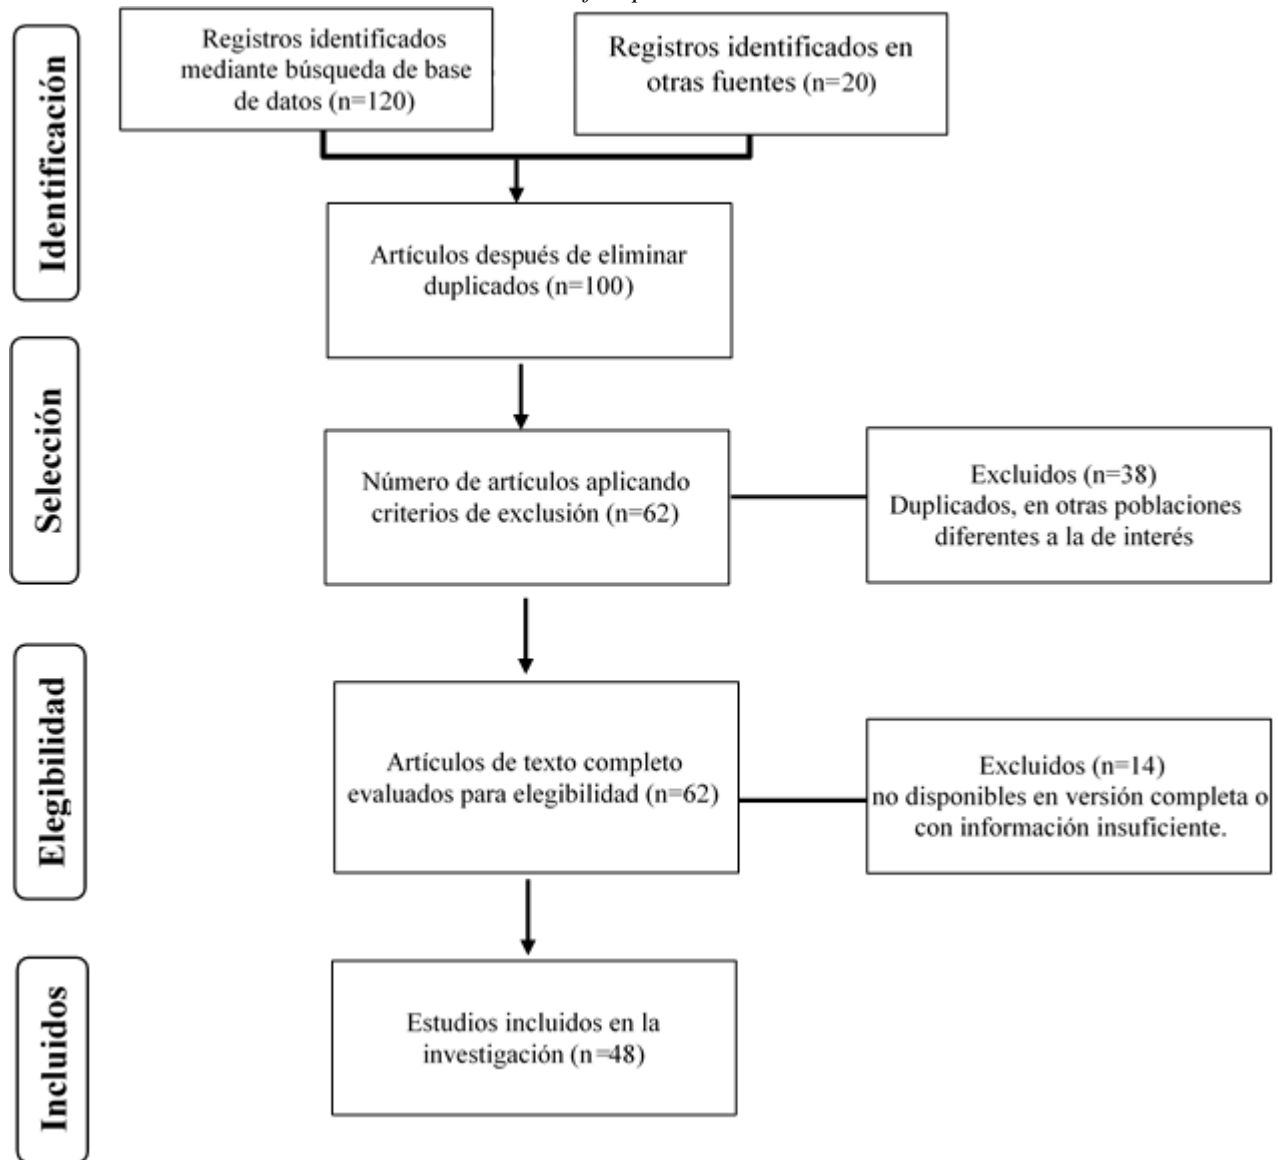 Identificación
Registros identificados
mediante búsqueda de base
de datos (n=120)
Registros identificados en
otras fuentes (n=20)
Artículos después de eliminar
duplicados (n=100)
Selección
Número de artículos aplicando
criterios de exclusión (n=62)
Excluidos (n=38)
Duplicados, en otras poblaciones
diferentes a la de interés
Elegibilidad
Artículos de texto completo
evaluados para elegibilidad (n=62)
Excluidos (n=14)
no disponibles en versión completa o
con información insuficiente.
Incluidos
Estudios incluidos en la
investigación (n=48)